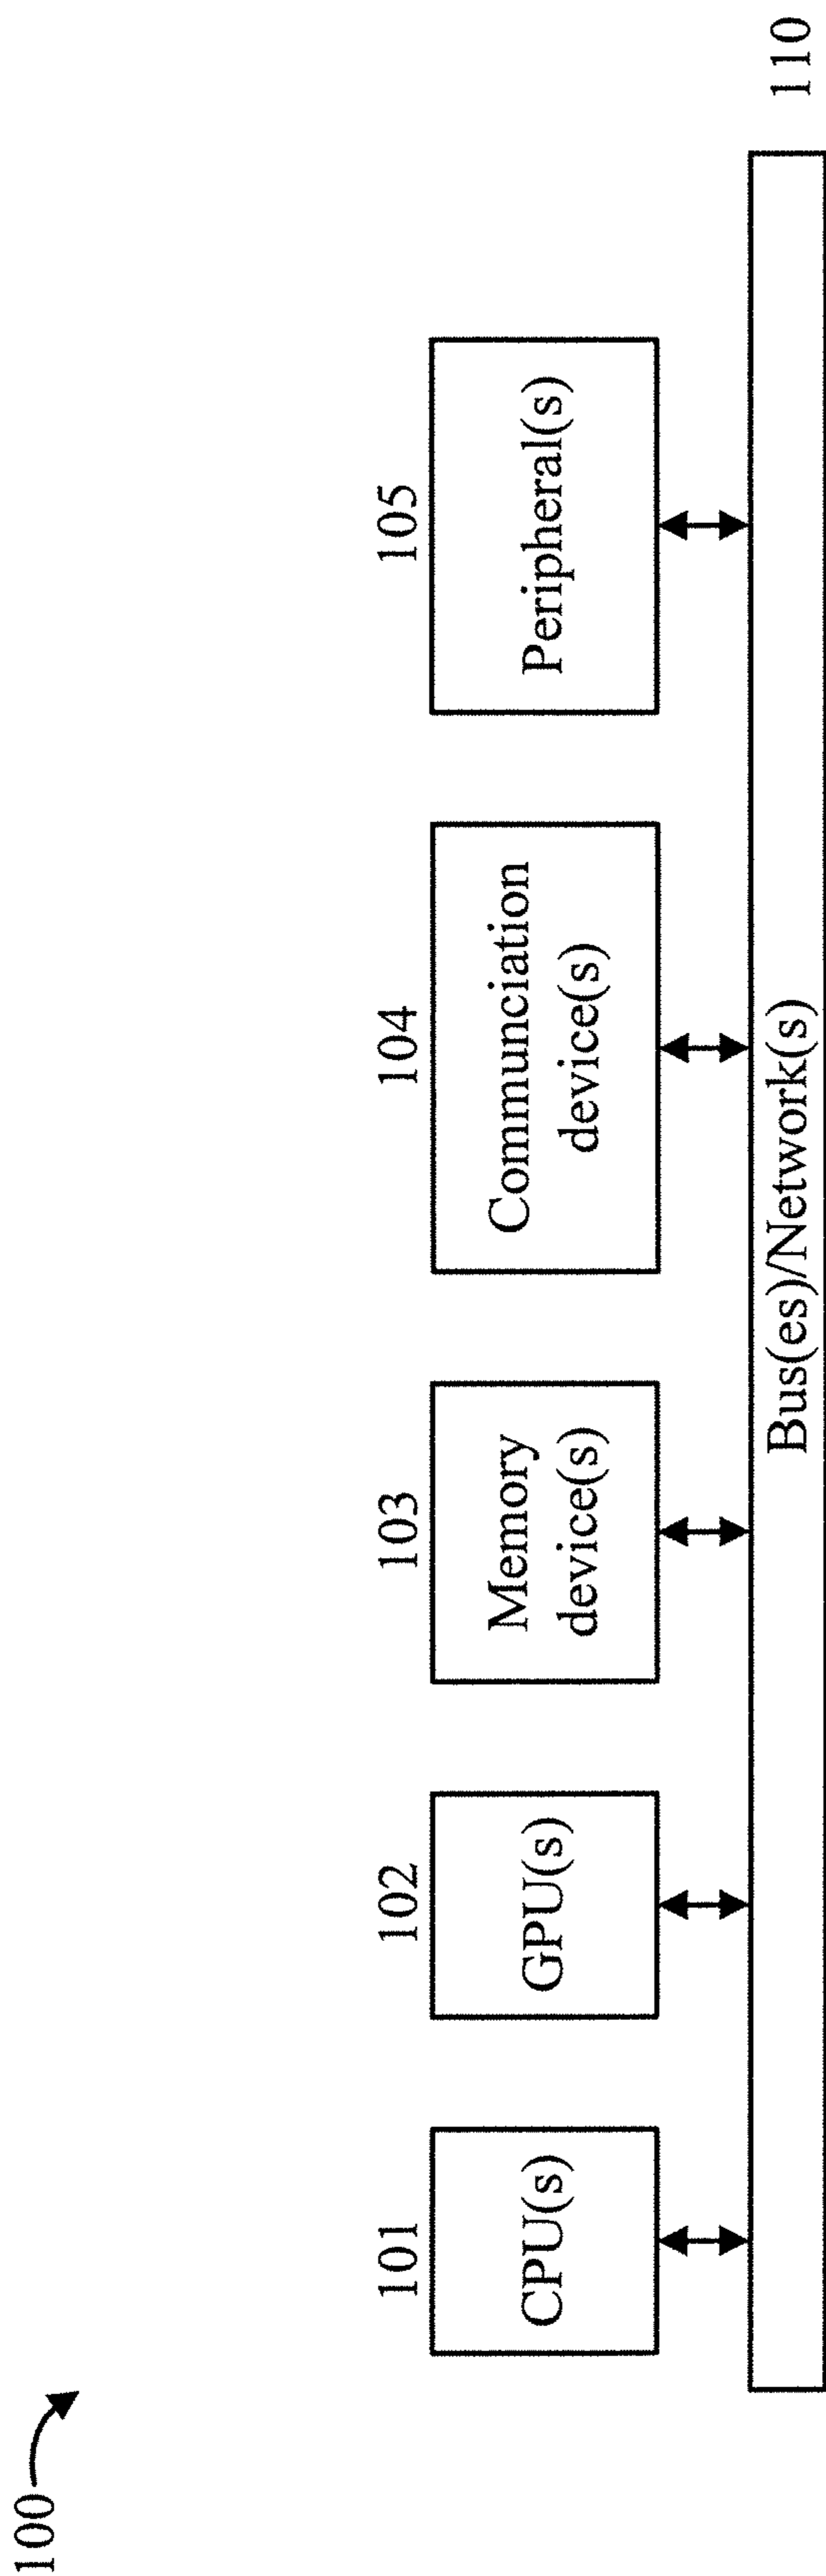 100
101
CPU(s)
102
GPU(s)
103
Memory
device(s)
104
Communciation
device(s)
105
Peripheral(s)
Bus(es)/Network(s)
110